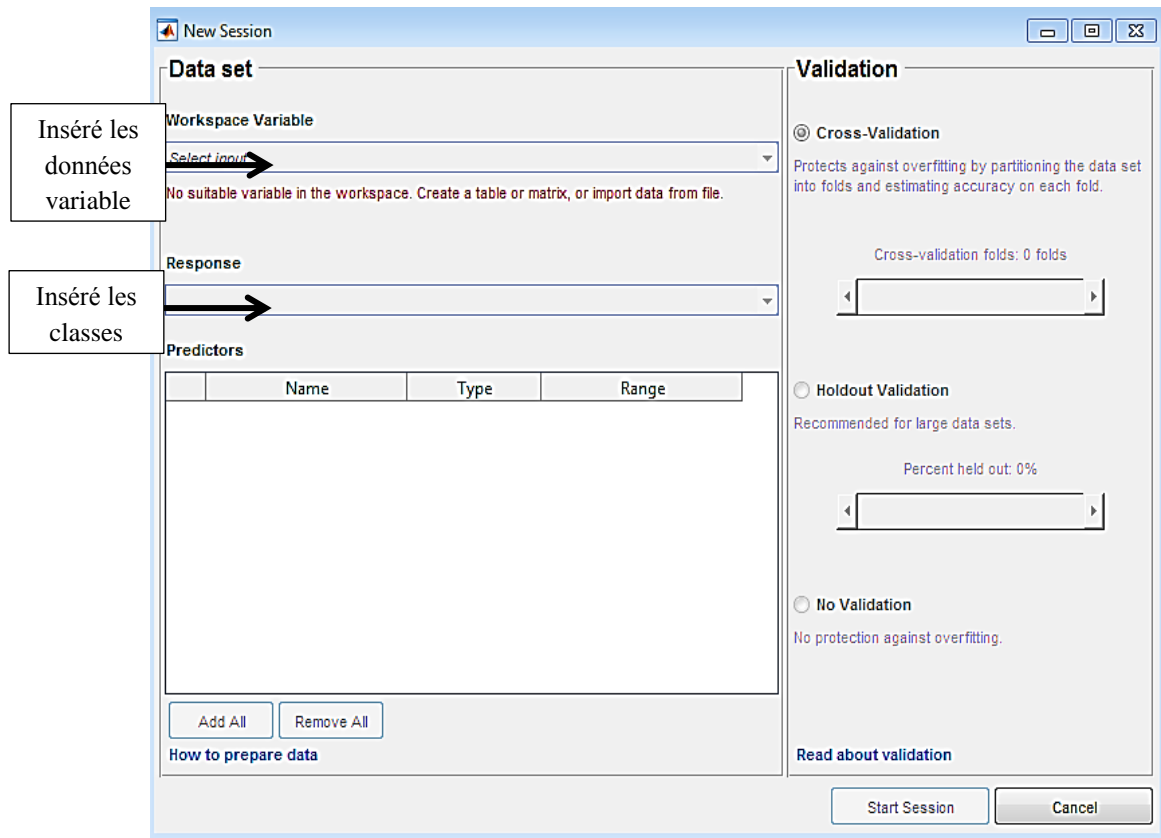 New Session
Data set
Workspace Variable
Select input
No suitable variable in the workspace. Create a table or matrix, or import data from file.
Response
Predictors
Name Type Range
Add All Remove All
How to prepare data
Inséré les
données
variable
Inséré les
classes
Validation
Cross-Validation
Protects against overfitting by partitioning the data set
into folds and estimating accuracy on each fold.
Cross-validation folds: 0 folds
Holdout Validation
Recommended for large data sets.
Percent held out: 0%
No Validation
No protection against overfitting.
Read about validation
Start Session Cancel